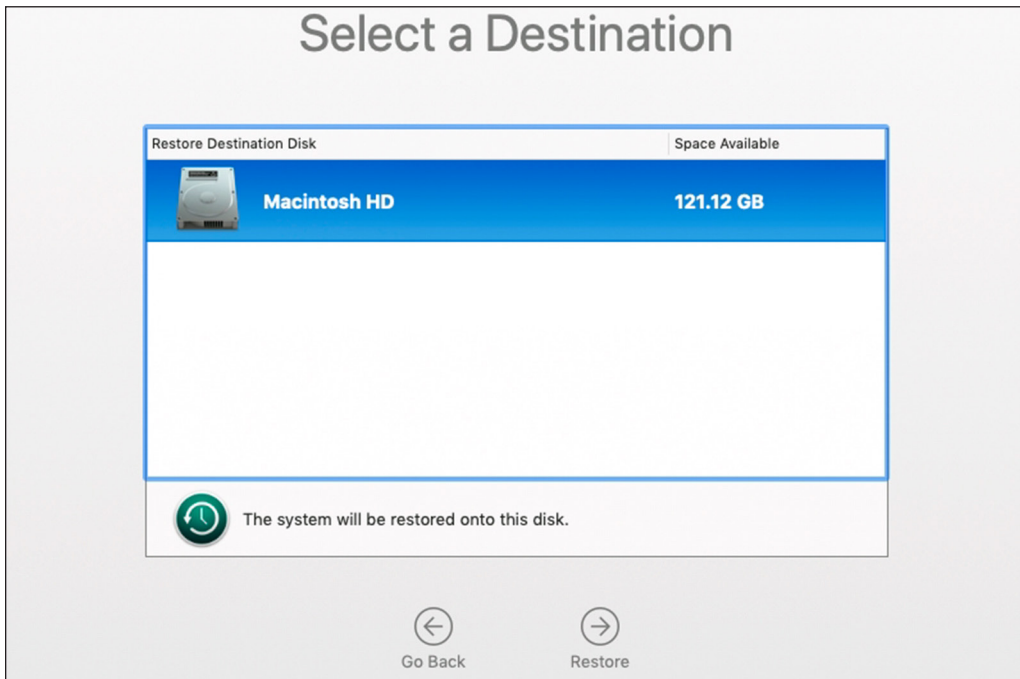 Select a Destination
Restore Destination Disk Space Available
Macintosh HD 121.12 GB
The system will be restored onto this disk.
Go Back Restore